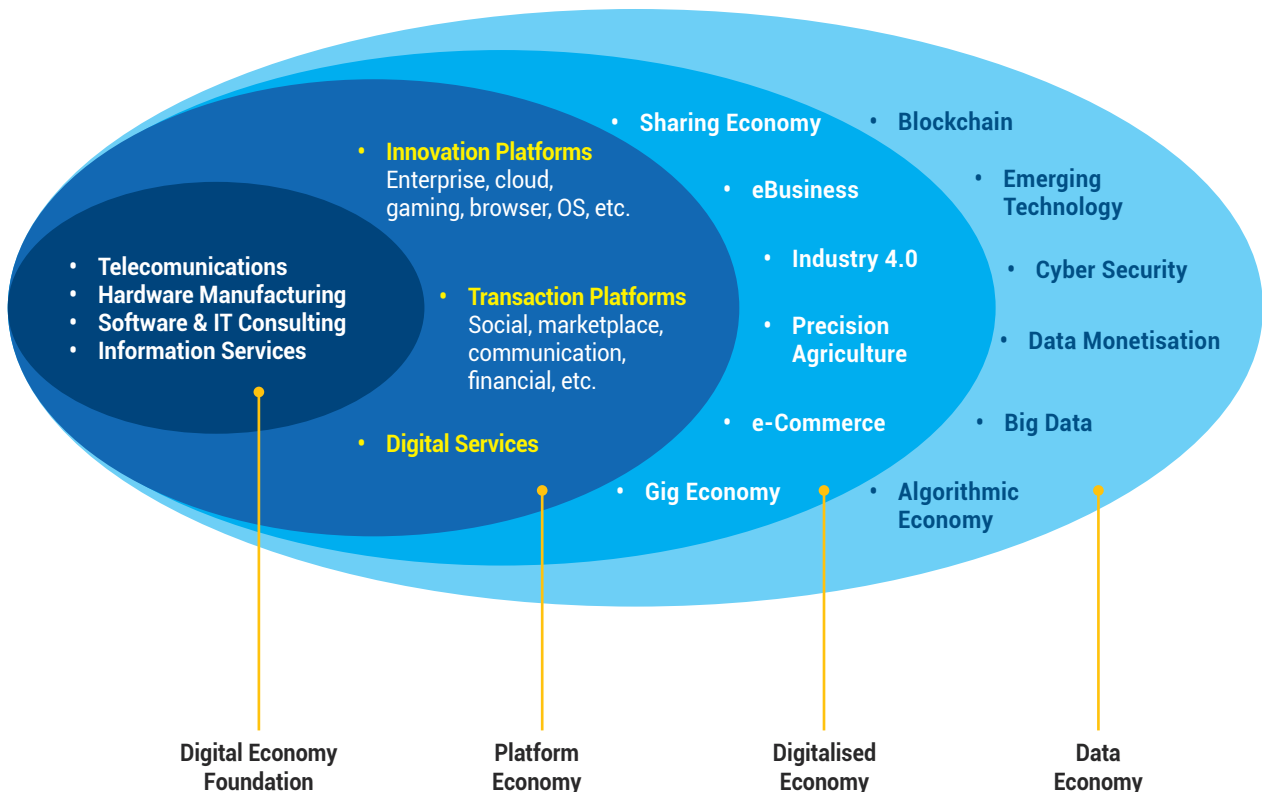 • Telecomunications
• Hardware Manufacturing
• Software & IT Consulting
• Information Services
• Innovation Platforms
Enterprise, cloud,
gaming, browser, OS, etc.
• Transaction Platforms
Social, marketplace,
communication,
financial, etc.
• Digital Services
• Sharing Economy
• eBusiness
• Industry 4.0
• Precision
Agriculture
• e-Commerce
• Gig Economy
• Blockchain
• Emerging
Technology
• Cyber Security
• Data Monetisation
• Big Data
• Algorithmic
Economy
Digital Economy
Foundation
Platform
Economy
Digitalised
Economy
Data
Economy